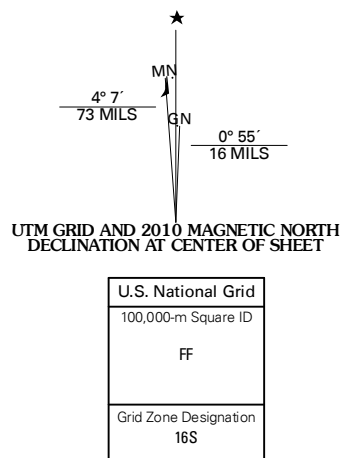 MN
GN
4° 7´
73 MILS
0° 55´
16 MILS
UTM GRID AND 2010 MAGNETIC NORTH
DECLINATION AT CENTER OF SHEET
U.S. National Grid
100,000-m Square ID
FF
Grid Zone Designation
16S